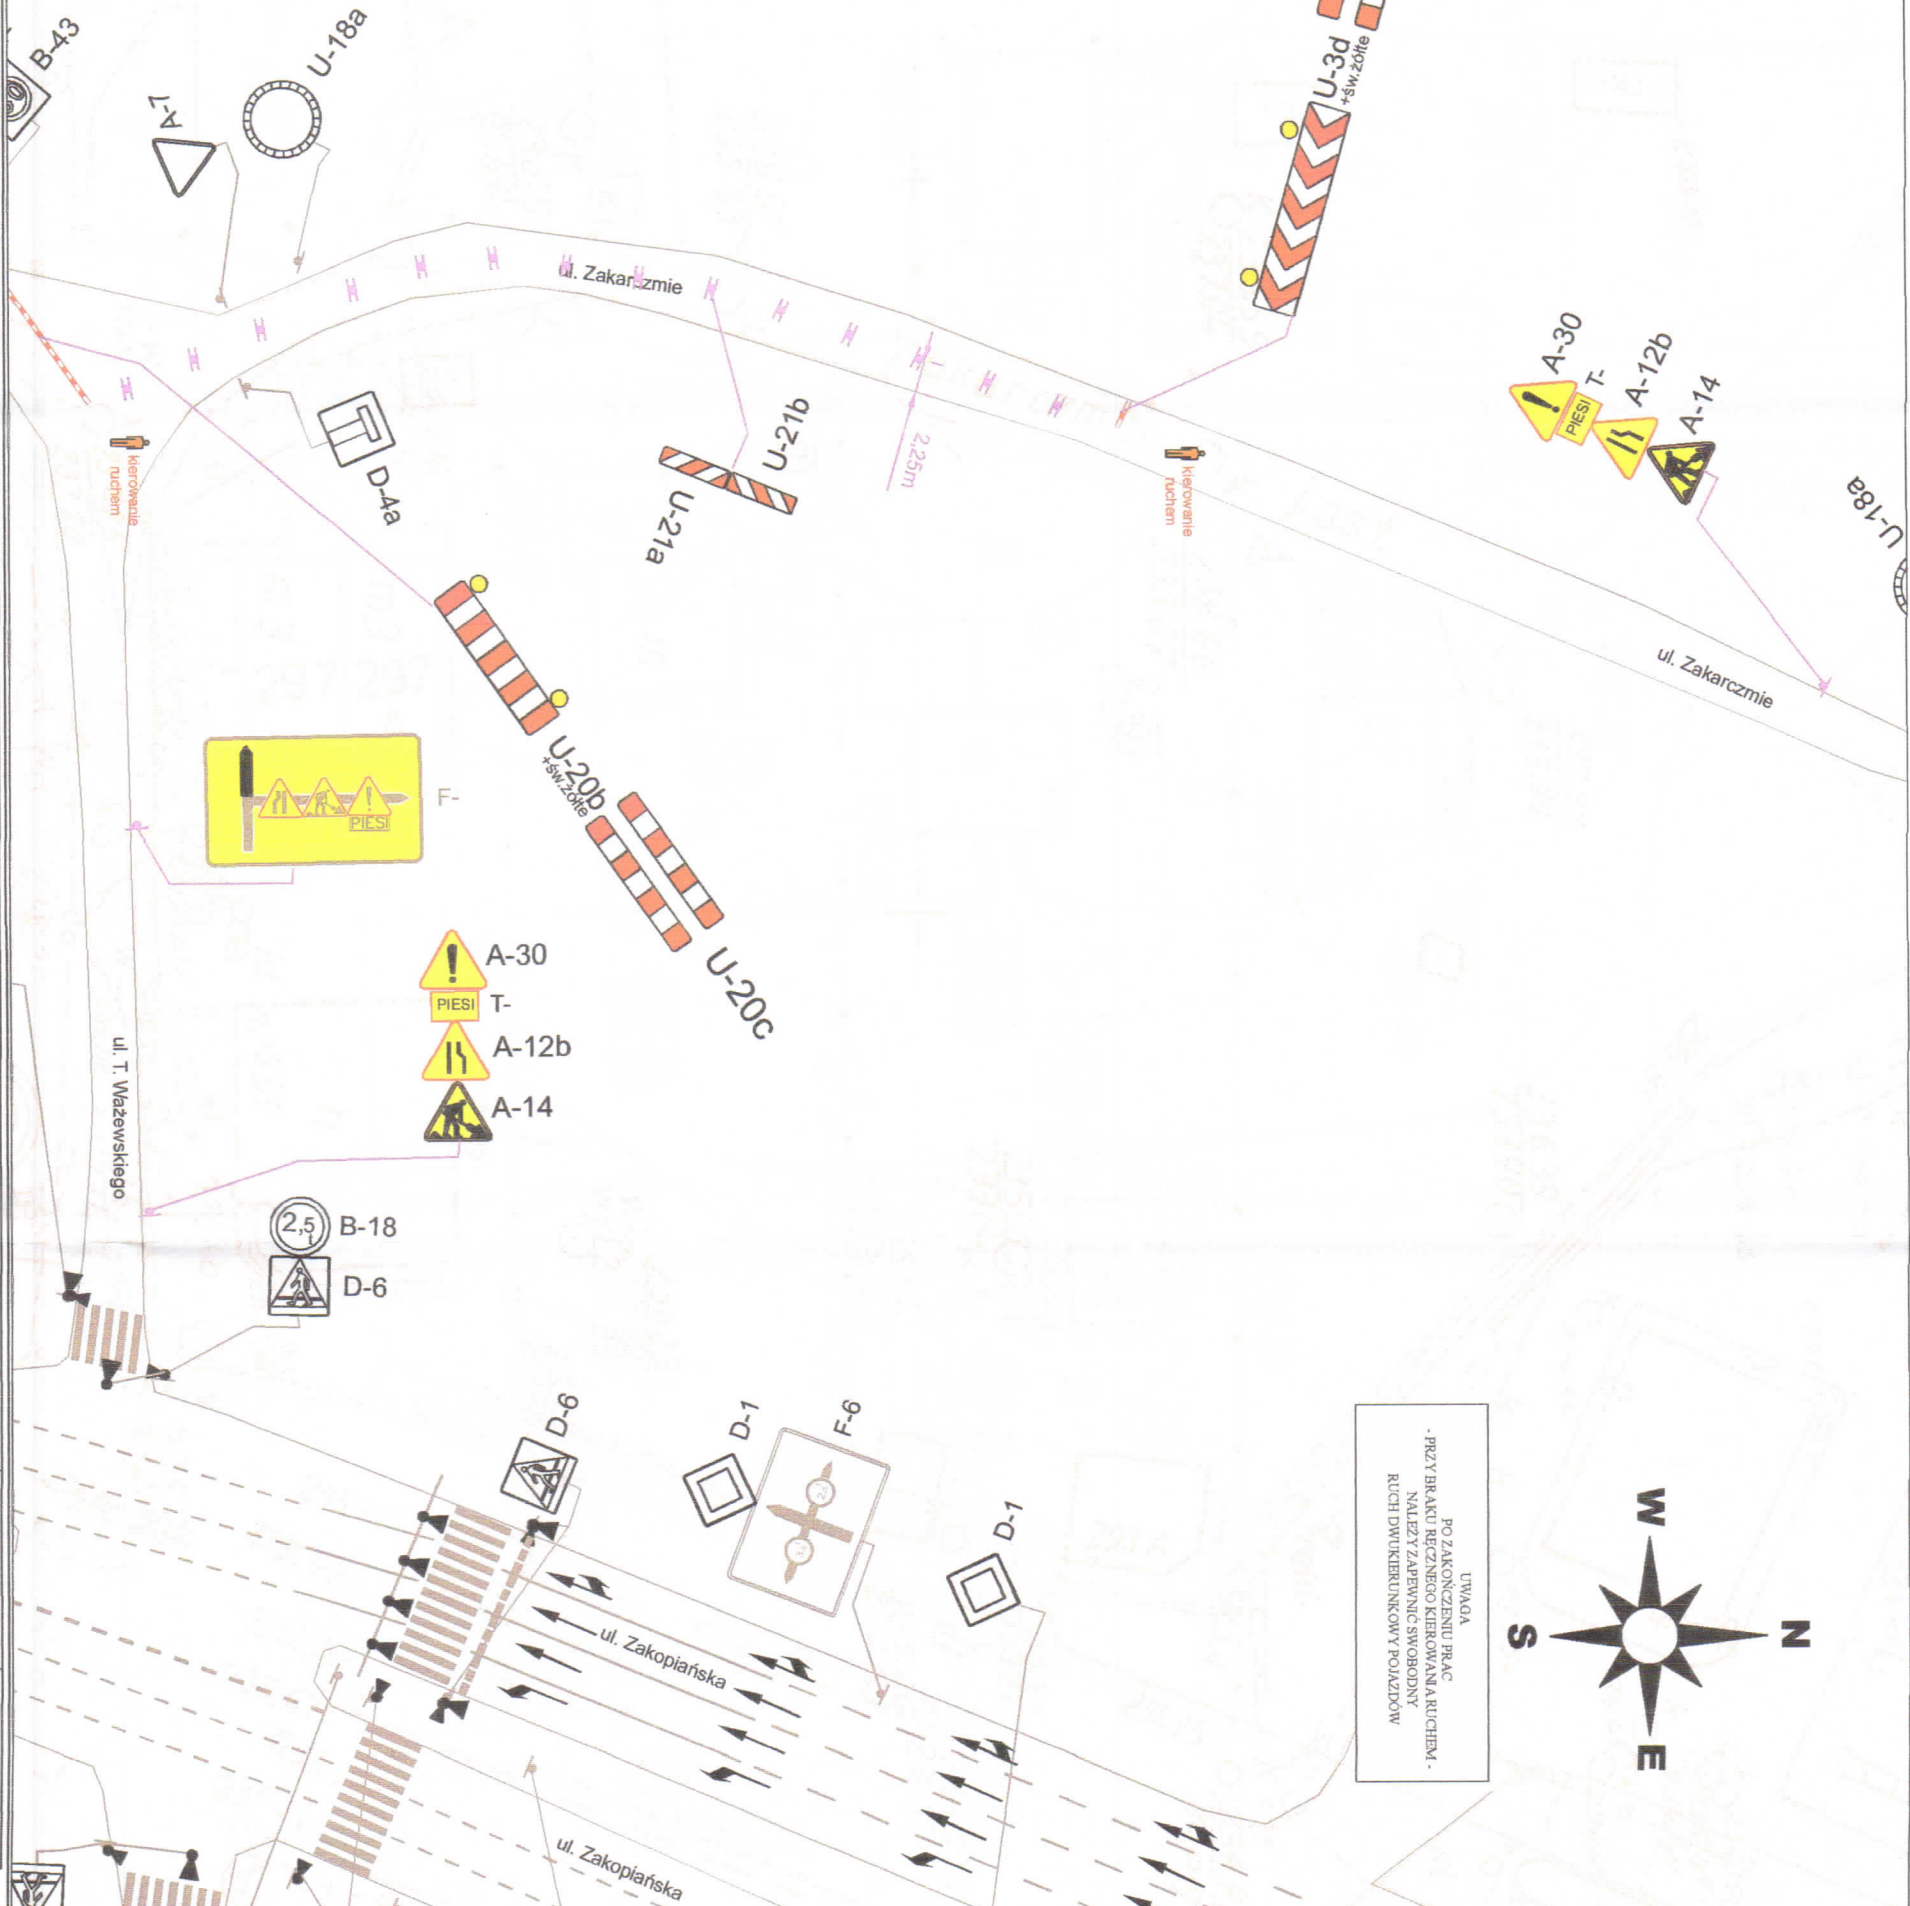 B-43
U-18a
A-7
U-3d
+św.żółte
ul. Zakarczmie
A-30
T-
PIESI
A-12b
A-14
U-18a
D-4a
U-21b
U-21a
2,25m
kierowanie
ruchem
kierowanie
ruchem
ul. Zakarczmie
U-20b
+św.żółte
U-20c
F-
PIESI
A-30
PIESI
T-
A-12b
A-14
ul. T. Ważewskiego
2,5
t
B-18
D-6
D-6
D-1
F-6
D-1
ul. Zakopiańska
ul. Zakopiańska
UWAGA
PO ZAKOŃCZENIU PRAC
- PRZY BRAKU RĘCZNEGO KIEROWANIA RUCHEM -
NALEŻY ZAPEWNIĆ SWOBODNY
RUCH DWUKIERUNKOWY POJAZDÓW
N
W
E
S